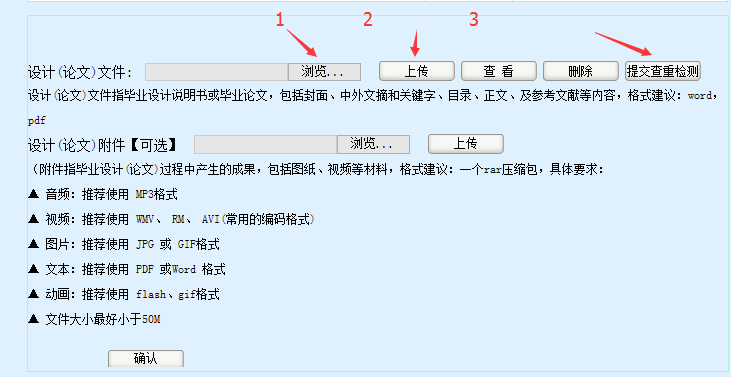 1 2 3
设计(论文)文件: 浏览... 上传 查 看 删除 提交查重检测
设计(论文)文件指毕业设计说明书或毕业论文，包括封面、中外文摘和关键字、目录、正文、及参考文献等内容，格式建议：word，
pdf
设计(论文)附件【可选】 浏览... 上传
（附件指毕业设计(论文)过程中产生的成果，包括图纸、视频等材料，格式建议：一个rar压缩包，具体要求：
▲ 音频：推荐使用 MP3格式
▲ 视频：推荐使用 WMV、 RM、 AVI(常用的编码格式)
▲ 图片：推荐使用 JPG 或 GIF格式
▲ 文本：推荐使用 PDF 或Word 格式
▲ 动画：推荐使用 flash、gif格式
▲ 文件大小最好小于50M
确认